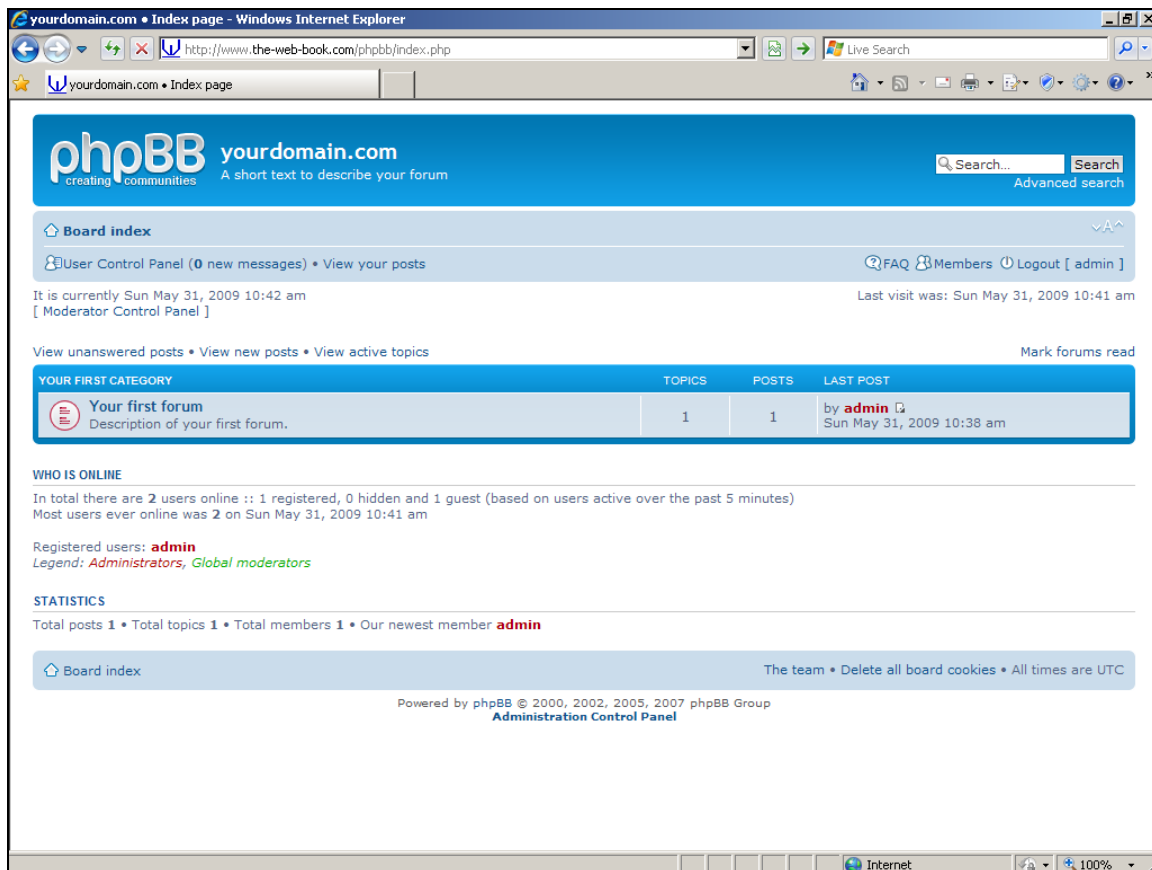 yourdomain.com • Index page - Windows Internet Explorer
http://www.the-web-book.com/phpbb/index.php
Live Search
yourdomain.com • Index page
phpBB
creating communities
yourdomain.com
A short text to describe your forum
Search...
Search
Advanced search
Board index
A
User Control Panel (0 new messages) • View your posts
FAQ Members Logout [ admin ]
It is currently Sun May 31, 2009 10:42 am
Last visit was: Sun May 31, 2009 10:41 am
[ Moderator Control Panel ]
View unanswered posts • View new posts • View active topics
Mark forums read
YOUR FIRST CATEGORY TOPICS POSTS LAST POST
Your first forum
Description of your first forum.
1
1
by admin
Sun May 31, 2009 10:38 am
WHO IS ONLINE
In total there are 2 users online :: 1 registered, 0 hidden and 1 guest (based on users active over the past 5 minutes)
Most users ever online was 2 on Sun May 31, 2009 10:41 am
Registered users: admin
Legend: Administrators, Global moderators
STATISTICS
Total posts 1 • Total topics 1 • Total members 1 • Our newest member admin
Board index
The team • Delete all board cookies • All times are UTC
Powered by phpBB © 2000, 2002, 2005, 2007 phpBB Group
Administration Control Panel
Internet
100%